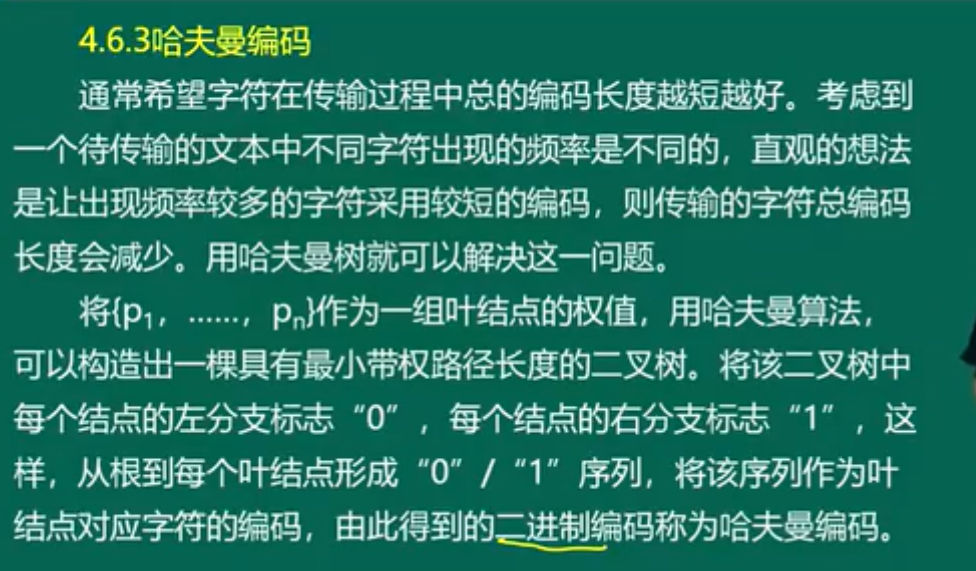 4.6.3哈夫曼编码
通常希望字符在传输过程中总的编码长度越短越好。考虑到
一个待传输的文本中不同字符出现的频率是不同的，直观的想法
是让出现频率较多的字符采用较短的编码，则传输的字符总编码
长度会减少。用哈夫曼树就可以解决这一问题。
将{p₁，……，pₙ}作为一组叶结点的权值，用哈夫曼算法，
可以构造出一棵具有最小带权路径长度的二叉树。将该二叉树中
每个结点的左分支标志“0”，每个结点的右分支标志“1”，这
样，从根到每个叶结点形成“0”/“1”序列，将该序列作为叶
结点对应字符的编码，由此得到的二进制编码称为哈夫曼编码。